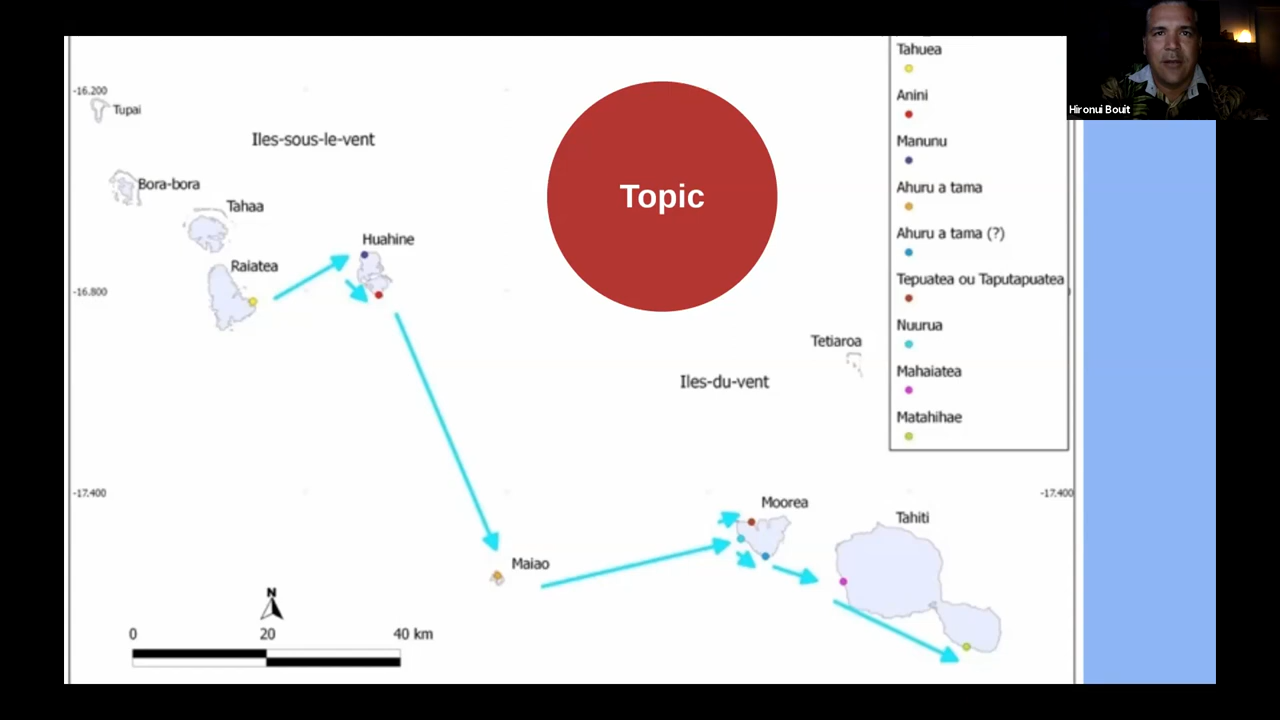 Tahuea
Anini
Manunu
Ahuru a tama
Ahuru a tama (?)
Tepuatea ou Taputapuatea
Nuurua
Mahaiatea
Matahihae
Hironui Bouit
-16.200
Tupai
Iles-sous-le-vent
Topic
Bora-bora
Tahaa
Huahine
Raiatea
-16.800
Tetiaroa
Iles-du-vent
-17.400
-17.400
Moorea
Tahiti
Maiao
N
0 20 40 km